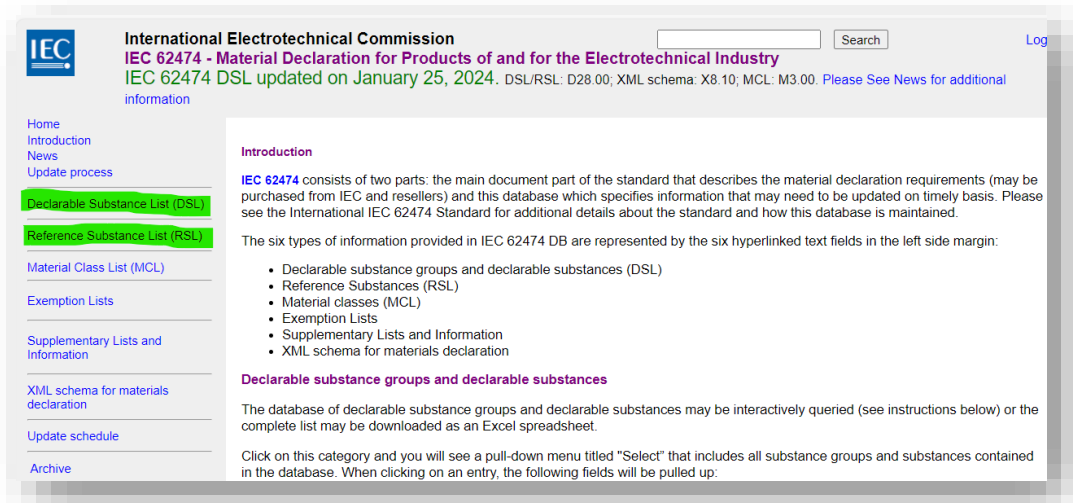 IEC
International Electrotechnical Commission
Search
Log
IEC 62474 - Material Declaration for Products of and for the Electrotechnical Industry
IEC 62474 DSL updated on January 25, 2024. DSL/RSL: D28.00; XML schema: X8.10; MCL: M3.00. Please See News for additional
information
Home
Introduction
News
Update process
Declarable Substance List (DSL)
Reference Substance List (RSL)
Material Class List (MCL)
Exemption Lists
Supplementary Lists and
Information
XML schema for materials
declaration
Update schedule
Archive
Introduction
IEC 62474 consists of two parts: the main document part of the standard that describes the material declaration requirements (may be
purchased from IEC and resellers) and this database which specifies information that may need to be updated on timely basis. Please
see the International IEC 62474 Standard for additional details about the standard and how this database is maintained.
The six types of information provided in IEC 62474 DB are represented by the six hyperlinked text fields in the left side margin:
• Declarable substance groups and declarable substances (DSL)
• Reference Substances (RSL)
• Material classes (MCL)
• Exemption Lists
• Supplementary Lists and Information
• XML schema for materials declaration
Declarable substance groups and declarable substances
The database of declarable substance groups and declarable substances may be interactively queried (see instructions below) or the
complete list may be downloaded as an Excel spreadsheet.
Click on this category and you will see a pull-down menu titled "Select” that includes all substance groups and substances contained
in the database. When clicking on an entry, the following fields will be pulled up: